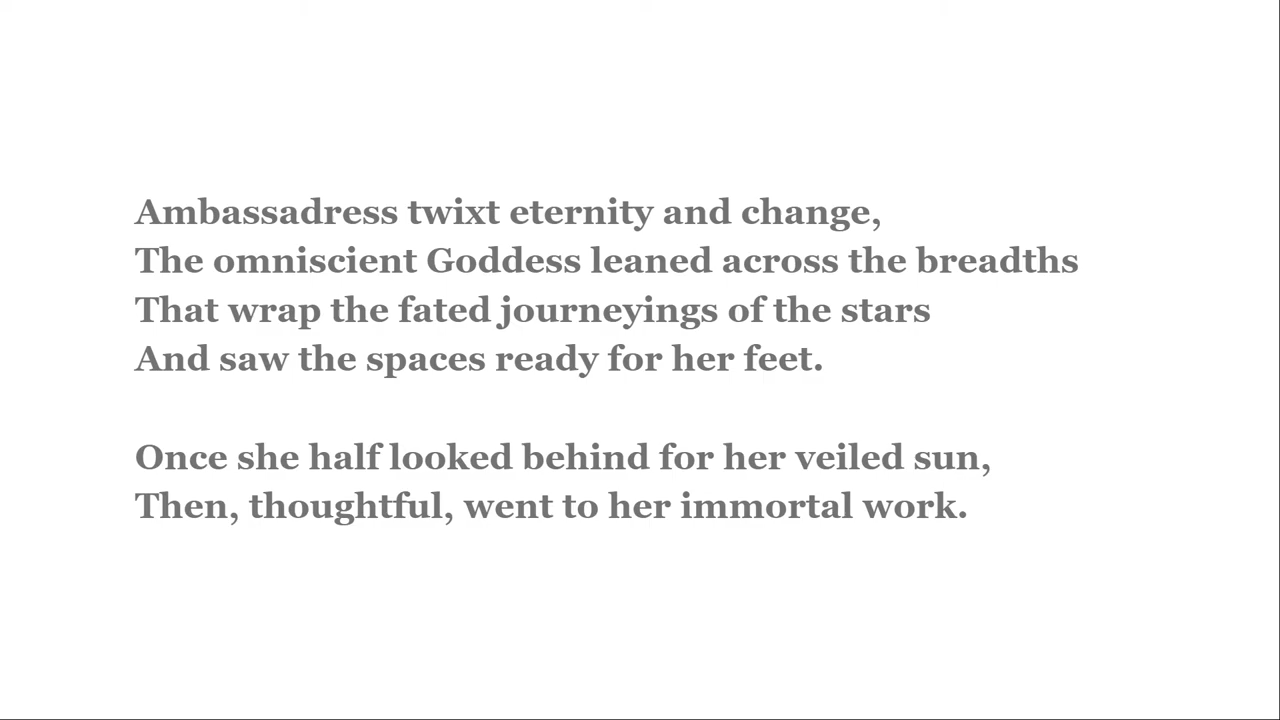 Ambassadress twixt eternity and change,
The omniscient Goddess leaned across the breadths
That wrap the fated journeyings of the stars
And saw the spaces ready for her feet.

Once she half looked behind for her veiled sun,
Then, thoughtful, went to her immortal work.